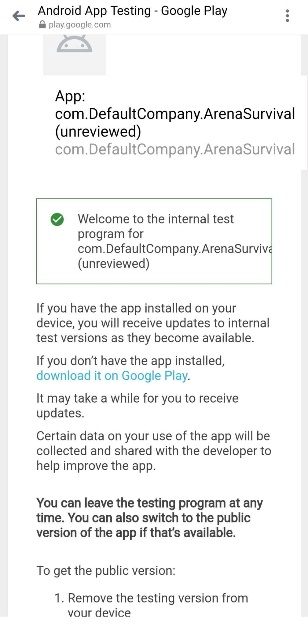 Android App Testing - Google Play
play.google.com
App:
com.DefaultCompany.ArenaSurvival
(unreviewed)
com.DefaultCompany.ArenaSurvival
Welcome to the internal test
program for
com.DefaultCompany.ArenaSurviva
(unreviewed)
If you have the app installed on your
device, you will receive updates to internal
test versions as they become available.
If you don't have the app installed,
download it on Google Play.
It may take a while for you to receive
updates.
Certain data on your use of the app will be
collected and shared with the developer to
help improve the app.
You can leave the testing program at any
time. You can also switch to the public
version of the app if that's available.
To get the public version:
1. Remove the testing version from
your device